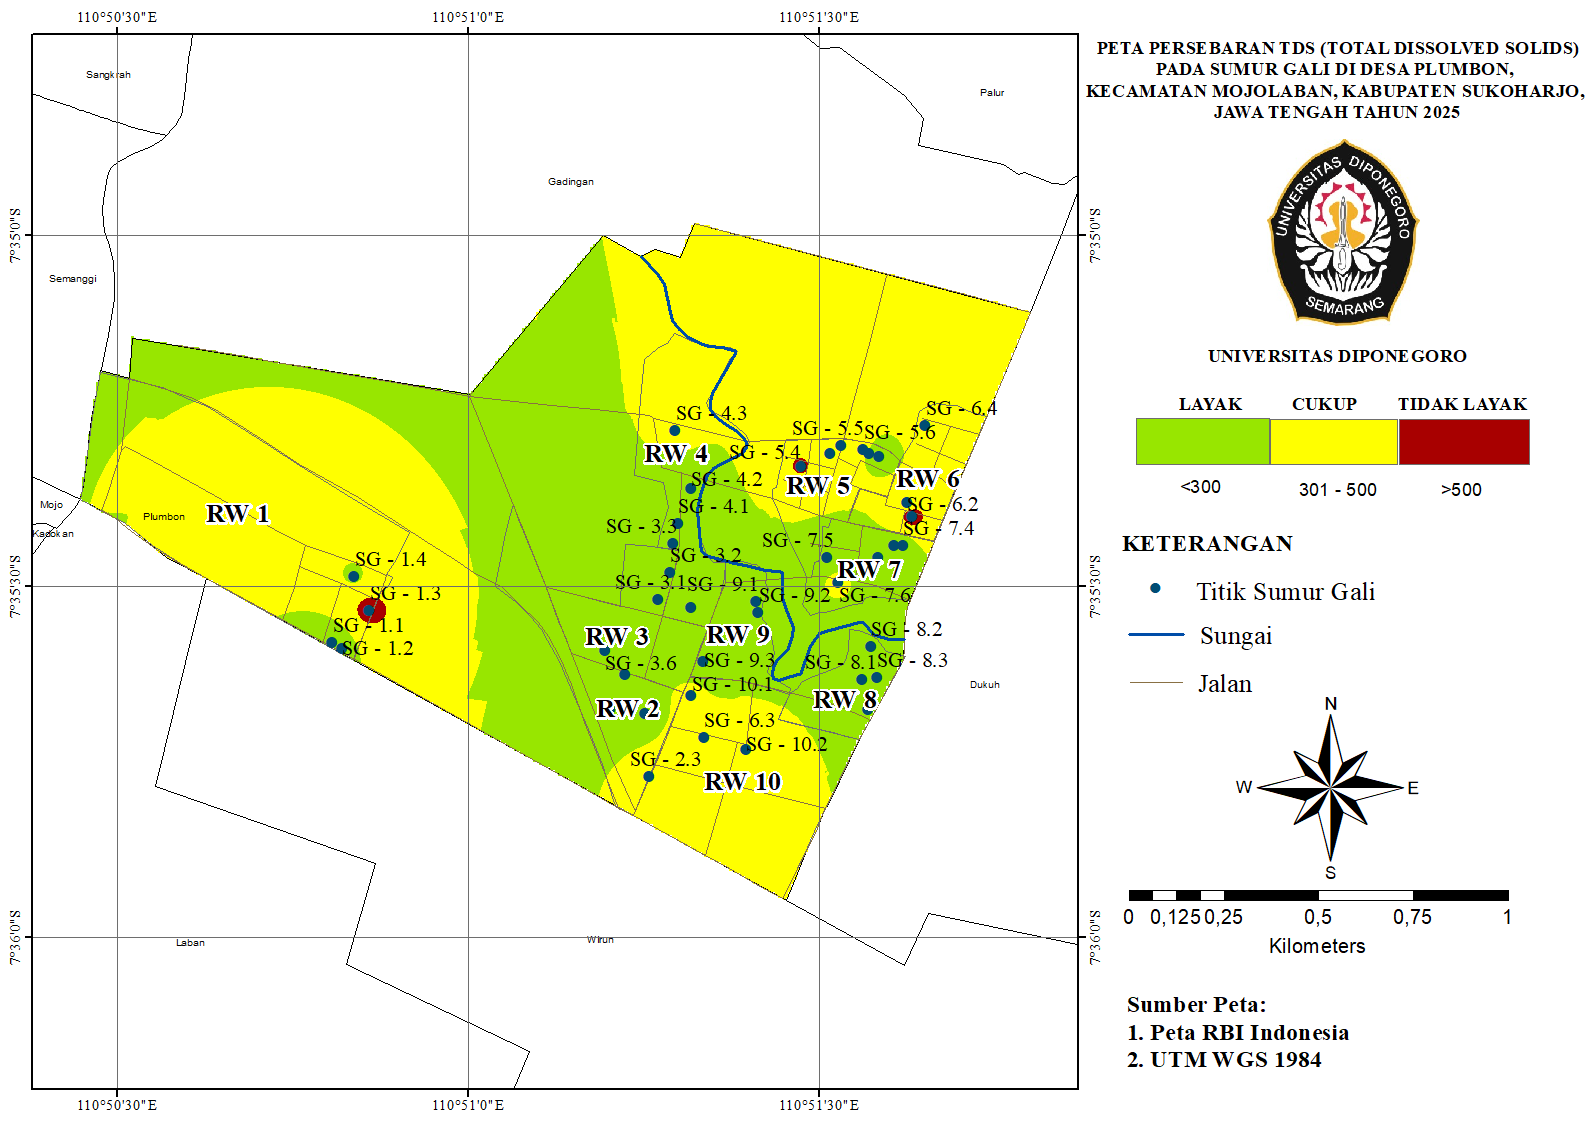 110°50'30"E
110°51'0"E
110°51'30"E
PETA PERSEBARAN TDS (TOTAL DISSOLVED SOLIDS)
PADA SUMUR GALI DI DESA PLUMBON,
KECAMATAN MOJOLABAN, KABUPATEN SUKOHARJO,
JAWA TENGAH TAHUN 2025
UNIVERSITAS DIPONEGORO
SEMARANG
UNIVERSITAS DIPONEGORO
LAYAK
CUKUP
TIDAK LAYAK
<300
301 - 500
>500
KETERANGAN
Titik Sumur Gali
Sungai
Jalan
N
W
E
S
0
0,125
0,25
0,5
0,75
1
Kilometers
Sumber Peta:
1. Peta RBI Indonesia
2. UTM WGS 1984
Sangkrah
Palur
Gadingan
Semanggi
7°35'0"S
7°35'0"S
SG - 6.4
SG - 4.3
SG - 5.5
SG - 5.6
RW 4
SG - 5.4
SG - 4.2
RW 5
RW 6
Mojo
Plumbon
RW 1
SG - 4.1
SG - 6.2
Kadokan
SG - 3.3
SG - 7.4
SG - 7.5
SG - 1.4
SG - 3.2
RW 7
7°35'30"S
7°35'30"S
SG - 1.3
SG - 3.1
SG - 9.1
SG - 9.2
SG - 7.6
SG - 1.1
SG - 1.2
RW 3
RW 9
SG - 8.2
SG - 3.6
SG - 9.3
SG - 8.1
SG - 8.3
SG - 10.1
Dukuh
RW 2
RW 8
SG - 6.3
SG - 10.2
SG - 2.3
RW 10
Laban
Wirun
7°36'0"S
7°36'0"S
110°50'30"E
110°51'0"E
110°51'30"E